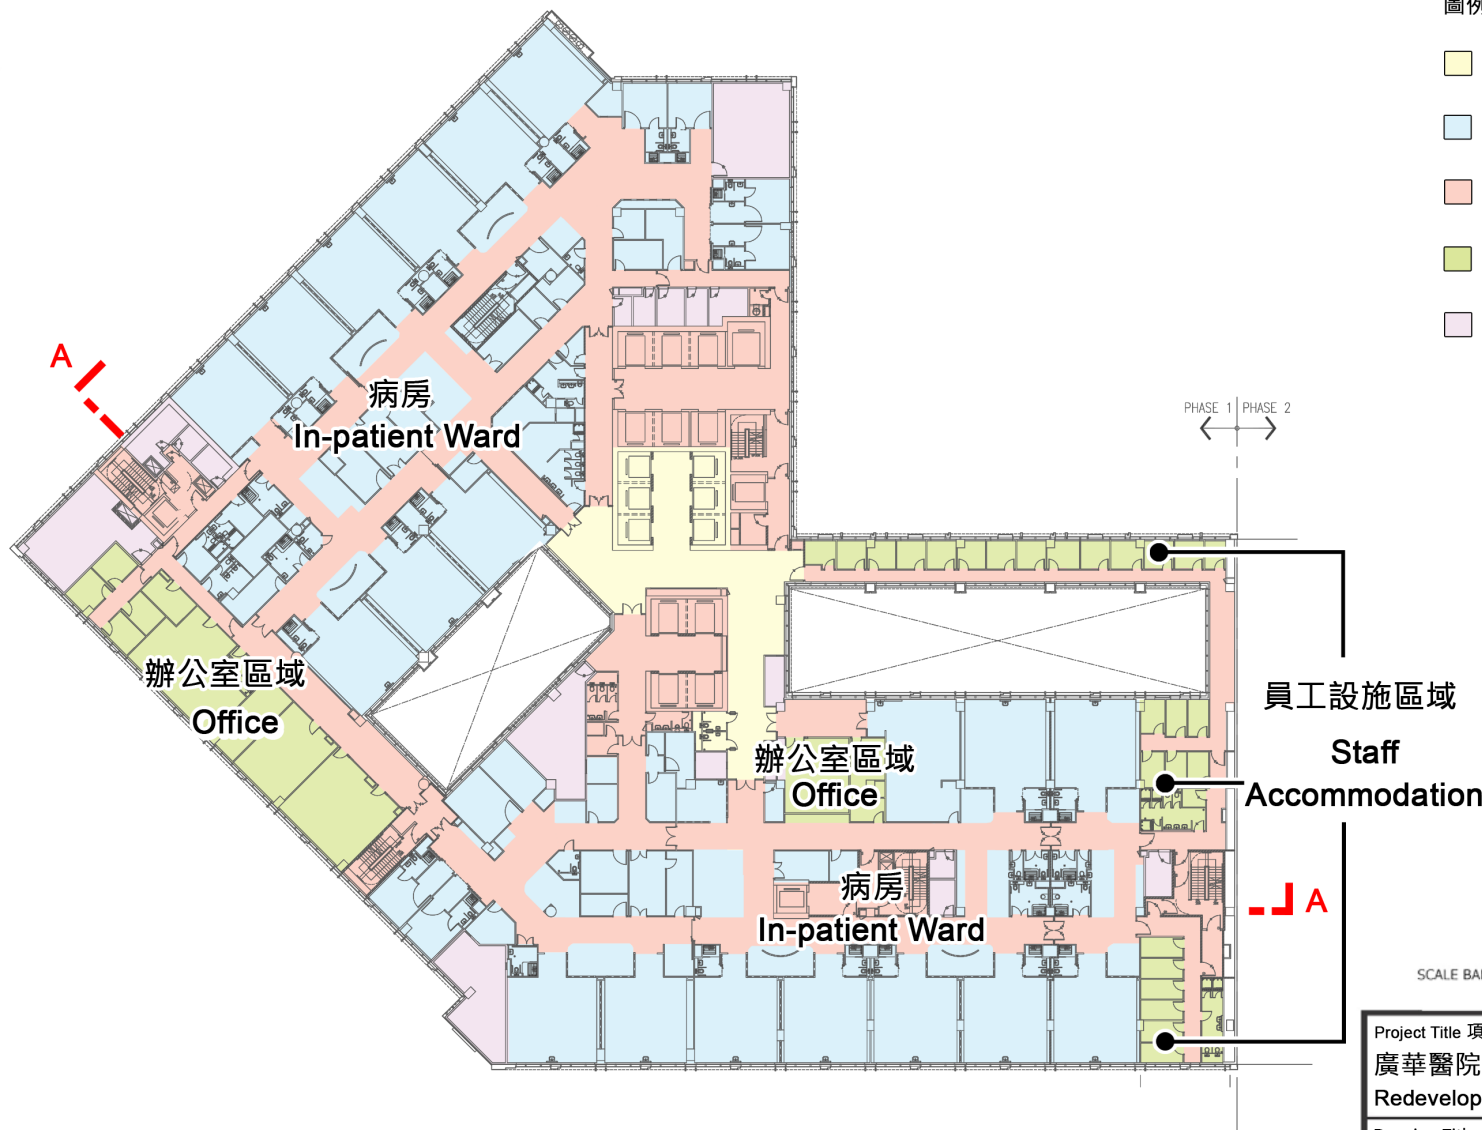 圖例
A
病房
In-patient Ward
PHASE 1 PHASE 2
辦公室區域
Office
員工設施區域
Staff
Accommodation
辦公室區域
Office
病房
In-patient Ward
A
SCALE BA
Project Title 項
廣華醫院
Redevelop